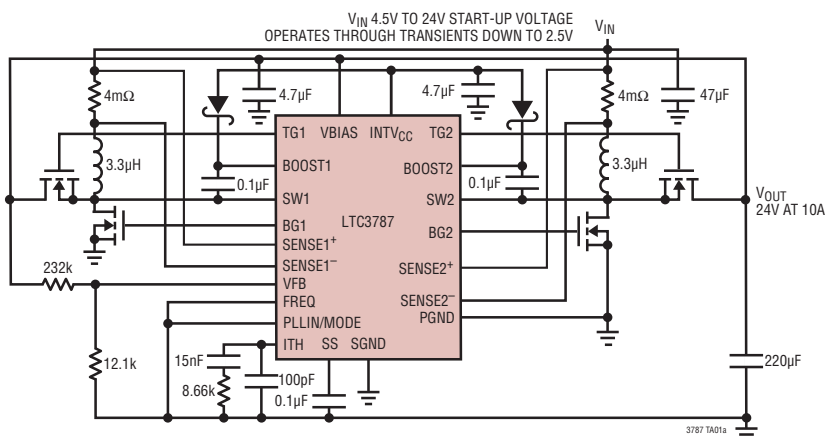 V_IN 4.5V TO 24V START-UP VOLTAGE
OPERATES THROUGH TRANSIENTS DOWN TO 2.5V
V_IN
4mΩ
4.7µF
4.7µF
4mΩ
47µF
TG1
VBIAS
INTV_CC
TG2
3.3µH
3.3µH
BOOST1
BOOST2
0.1µF
0.1µF
SW1
SW2
V_OUT
24V AT 10A
LTC3787
BG1
BG2
SENSE1+
SENSE1–
SENSE2+
232k
VFB
FREQ
SENSE2–
PLLIN/MODE
PGND
ITH
SS
SGND
12.1k
15nF
8.66k
100pF
0.1µF
220µF
3787 TA01a